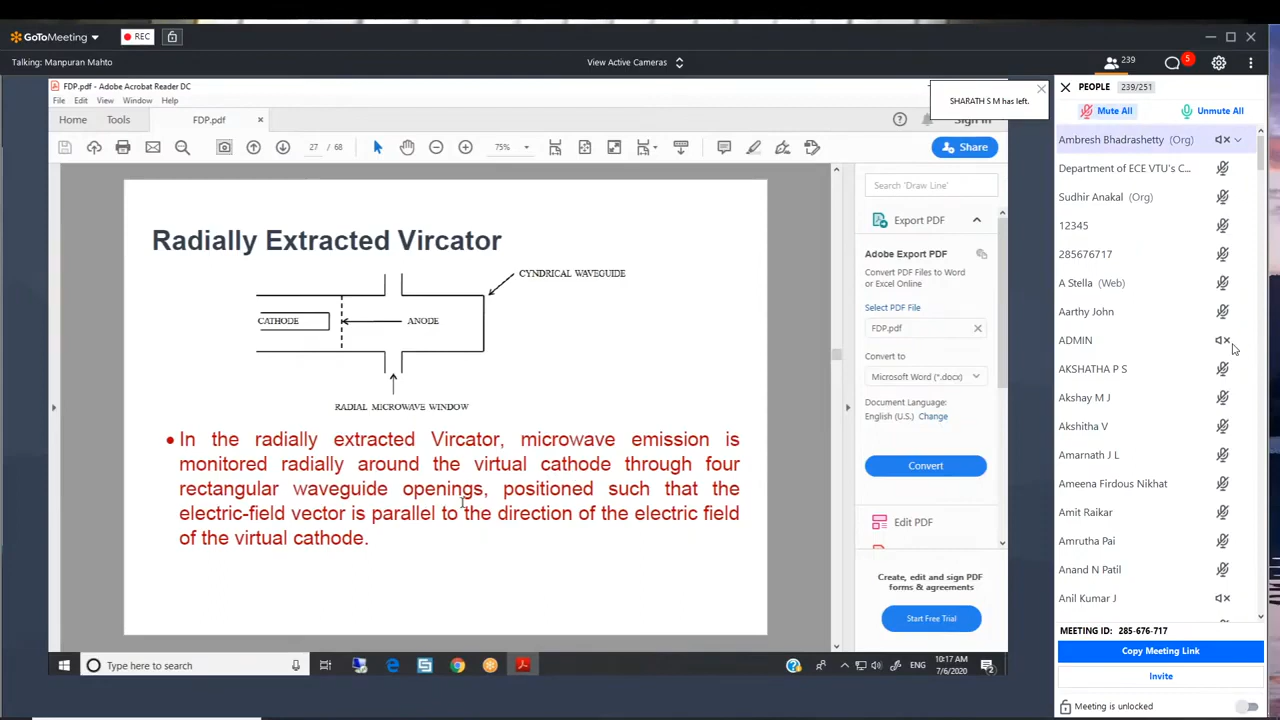 GoToMeeting
REC
Talking: Manpuran Mahto
View Active Cameras
239
5
FDP.pdf - Adobe Acrobat Reader DC
File Edit View Window Help
Home Tools FDP.pdf
SHARATH S M has left.
27 / 68
75%
Share
Radially Extracted Vircator
CYNDRICAL WAVEGUIDE
CATHODE
ANODE
RADIAL MICROWAVE WINDOW
• In the radially extracted Vircator, microwave emission is
monitored radially around the virtual cathode through four
rectangular waveguide openings, positioned such that the
electric-field vector is parallel to the direction of the electric field
of the virtual cathode.
Search 'Draw Line'
Export PDF
Adobe Export PDF
Convert PDF Files to Word
or Excel Online
Select PDF File
FDP.pdf
Convert to
Microsoft Word (*.docx)
Document Language:
English (U.S.) Change
Convert
Edit PDF
Create, edit and sign PDF
forms & agreements
Start Free Trial
Type here to search
ENG
10:17 AM
7/6/2020
2
PEOPLE 239/251
Mute All Unmute All
Ambresh Bhadrashetty (Org)
Department of ECE VTU's C...
Sudhir Anakal (Org)
12345
285676717
A Stella (Web)
Aarthy John
ADMIN
AKSHATHA P S
Akshay M J
Akshitha V
Amarnath J L
Ameena Firdous Nikhat
Amit Raikar
Amrutha Pai
Anand N Patil
Anil Kumar J
MEETING ID: 285-676-717
Copy Meeting Link
Invite
Meeting is unlocked